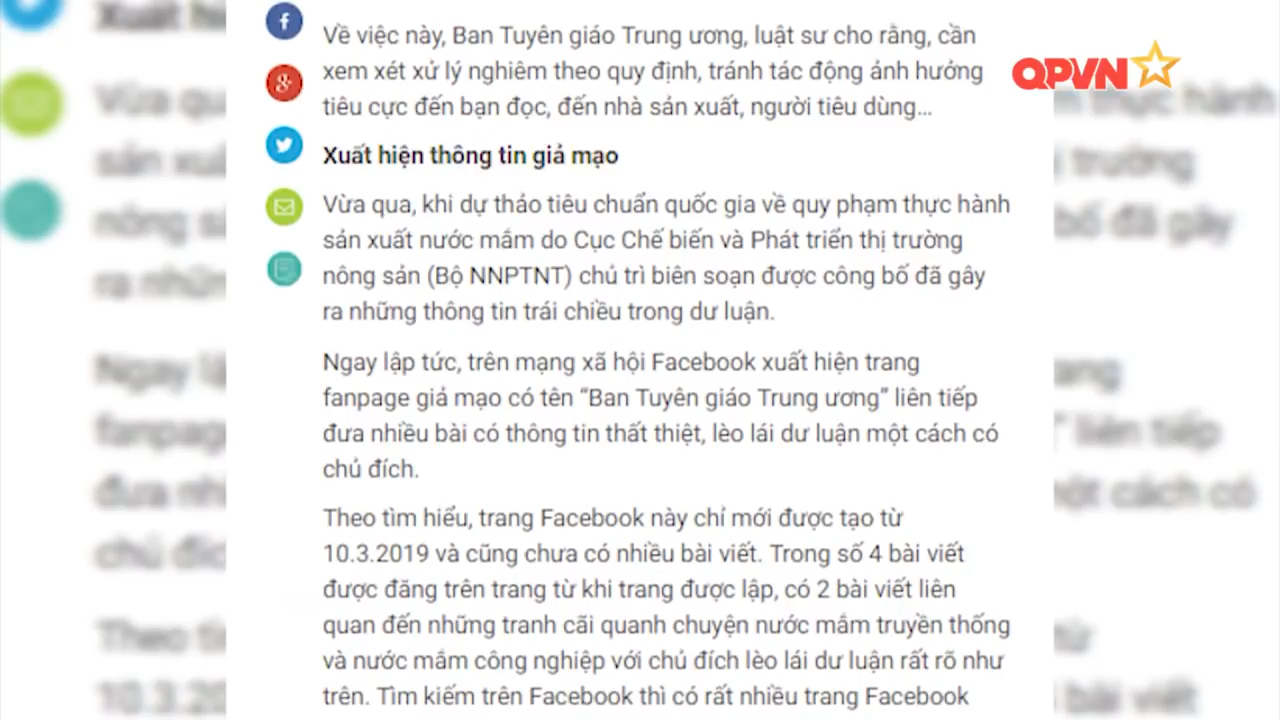 Về việc này, Ban Tuyên giáo Trung ương, luật sư cho rằng, cần
xem xét xử lý nghiêm theo quy định, tránh tác động ảnh hưởng
tiêu cực đến bạn đọc, đến nhà sản xuất, người tiêu dùng...
QPVN
Xuất hiện thông tin giả mạo
Vừa qua, khi dự thảo tiêu chuẩn quốc gia về quy phạm thực hành
sản xuất nước mắm do Cục Chế biến và Phát triển thị trường
nông sản (Bộ NNPTNT) chủ trì biên soạn được công bố đã gây
ra những thông tin trái chiều trong dư luận.
Ngay lập tức, trên mạng xã hội Facebook xuất hiện trang
fanpage giả mạo có tên “Ban Tuyên giáo Trung ương” liên tiếp
đưa nhiều bài có thông tin thất thiệt, lèo lái dư luận một cách có
chủ đích.
Theo tìm hiểu, trang Facebook này chỉ mới được tạo từ
10.3.2019 và cũng chưa có nhiều bài viết. Trong số 4 bài viết
được đăng trên trang từ khi trang được lập, có 2 bài viết liên
quan đến những tranh cãi quanh chuyện nước mắm truyền thống
và nước mắm công nghiệp với chủ đích lèo lái dư luận rất rõ như
trên. Tìm kiếm trên Facebook thì có rất nhiều trang Facebook